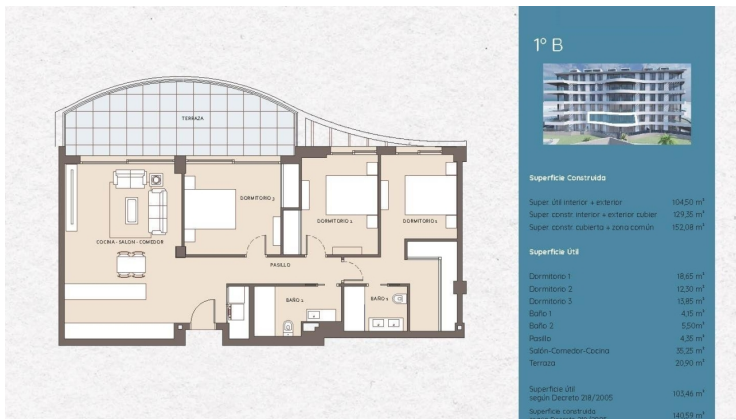 TERRAZA
DORMITORIO 3
DORMITORIO 2
DORMITORIO 1
COCINA - SALON - COMEDOR
PASILLO
BAÑO 2
BAÑO 1
1º B
Superficie Construida
Super. útil interior + exterior 104,50 m²
Super. constr. interior + exterior cubier 129,35 m²
Super. constr. cubierta + zona común 152,08 m²
Superficie Útil
Dormitorio 1 18,65 m²
Dormitorio 2 12,30 m²
Dormitorio 3 13,85 m²
Baño 1 4,15 m²
Baño 2 5,50m²
Pasillo 4,35 m²
Salón-Comedor-Cocina 35,25 m²
Terraza 20,90 m²
Superficie útil
según Decreto 218/2005 103,46 m²
Superficie construida
140,59 m²